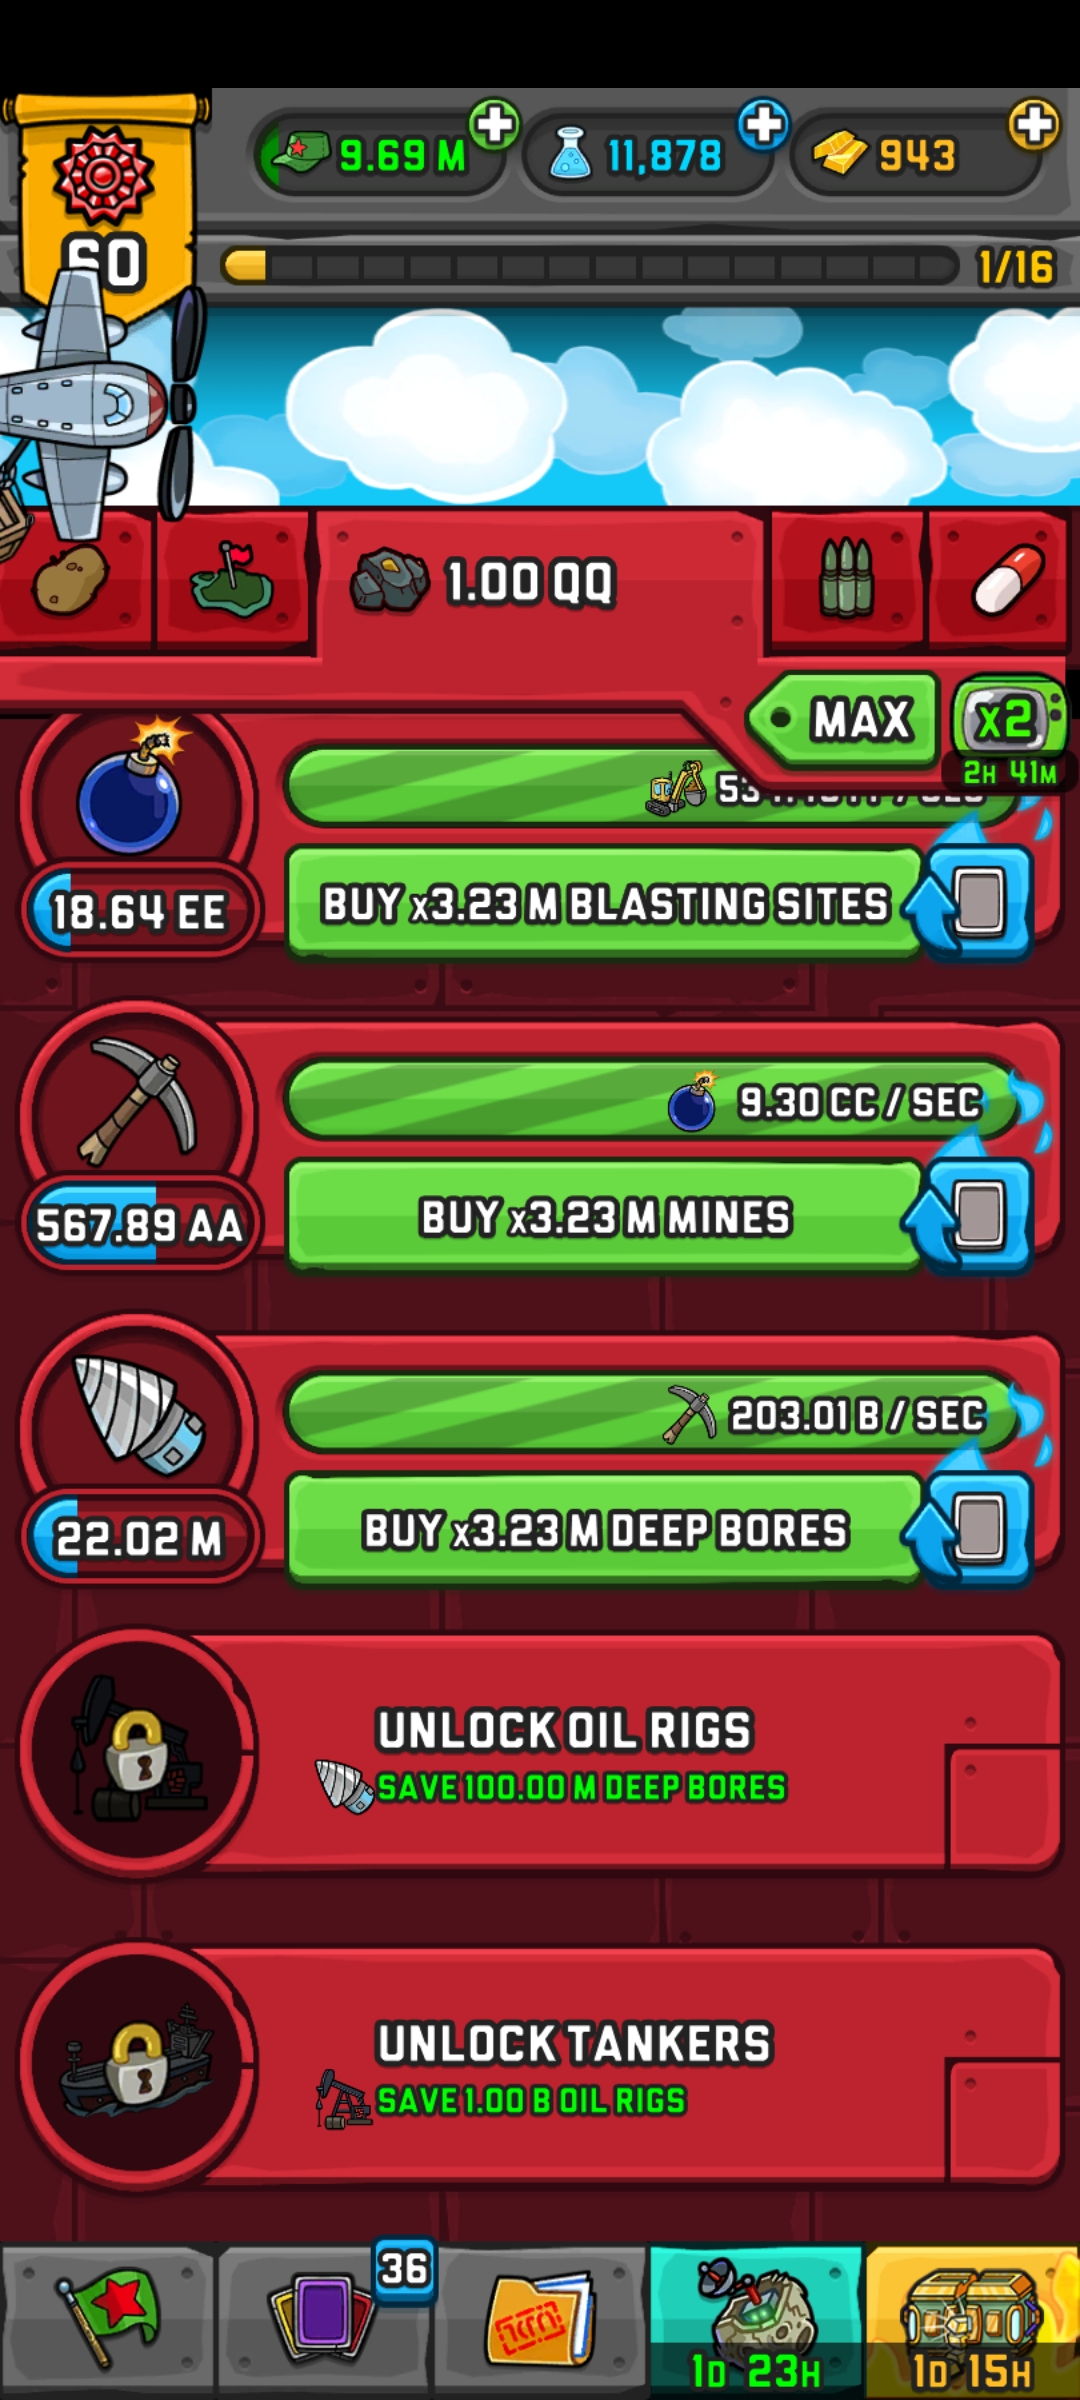 9.69 M
11,878
943
60
1/16
1.00 QQ
MAX
x2
2H 41M
18.64 EE
BUY x3.23 M BLASTING SITES
9.30 CC / SEC
567.89 AA
BUY x3.23 M MINES
203.01 B / SEC
22.02 M
BUY x3.23 M DEEP BORES
UNLOCK OIL RIGS
SAVE 100.00 M DEEP BORES
UNLOCK TANKERS
SAVE 1.00 B OIL RIGS
36
1D 23H
1D 15H